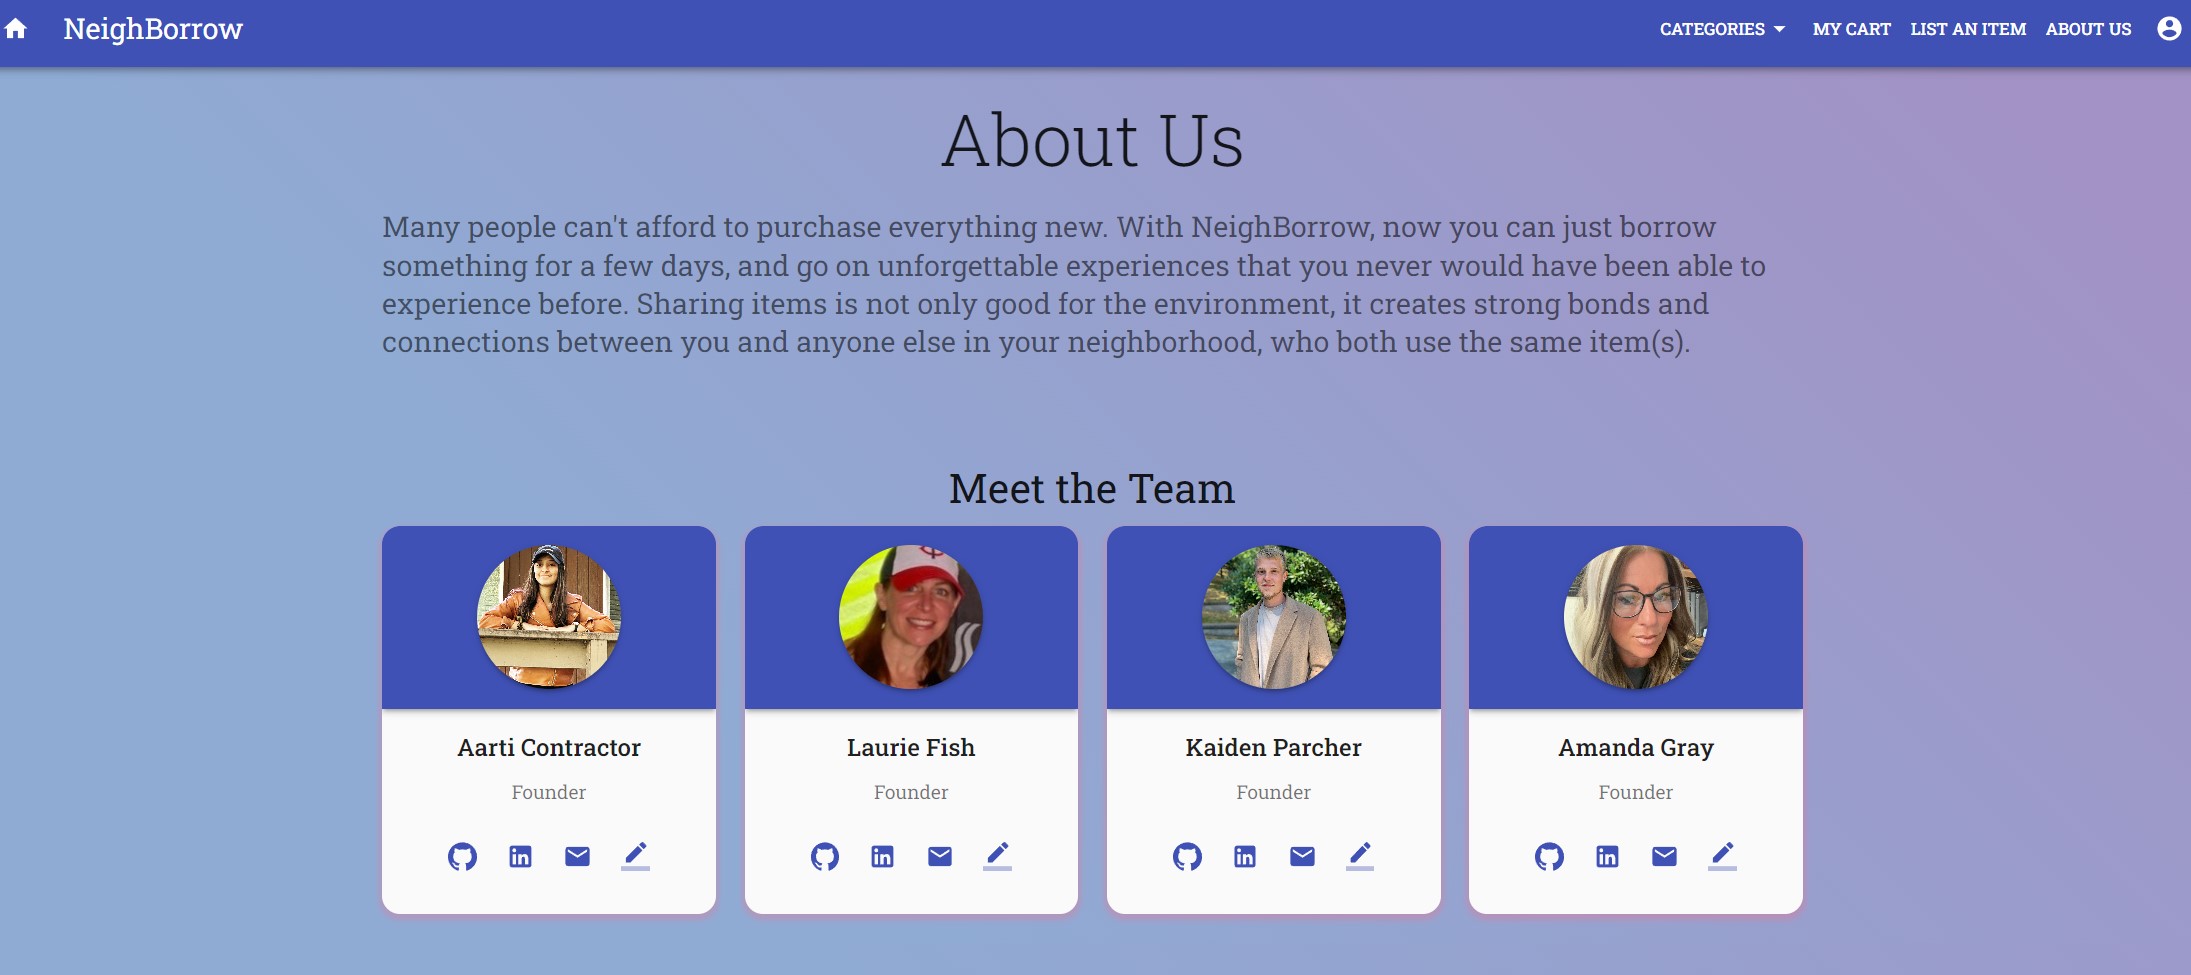 NeighBorrow
CATEGORIES
MY CART
LIST AN ITEM
ABOUT US
About Us
Many people can't afford to purchase everything new. With NeighBorrow, now you can just borrow
something for a few days, and go on unforgettable experiences that you never would have been able to
experience before. Sharing items is not only good for the environment, it creates strong bonds and
connections between you and anyone else in your neighborhood, who both use the same item(s).
Meet the Team
Aarti Contractor
Founder
Laurie Fish
Founder
Kaiden Parcher
Founder
Amanda Gray
Founder